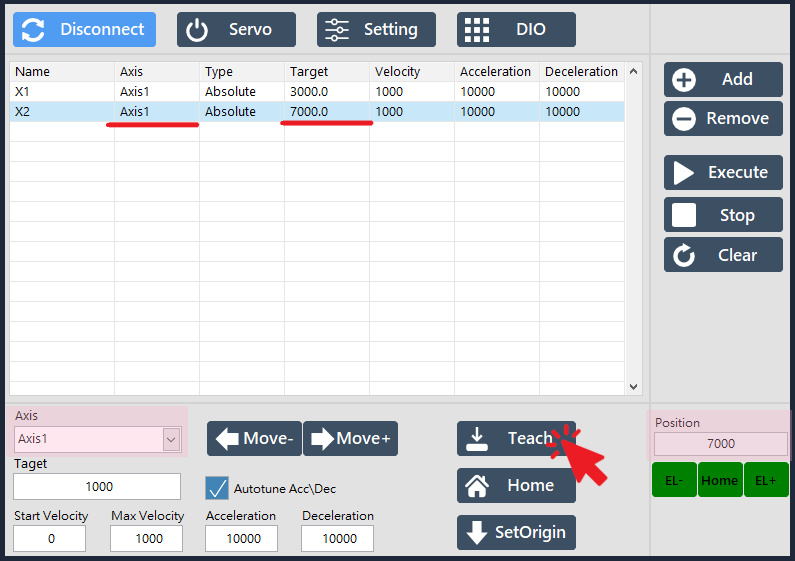 Disconnect Servo Setting DIO
Name Axis Type Target Velocity Acceleration Deceleration
X1 Axis1 Absolute 3000.0 1000 10000 10000
X2 Axis1 Absolute 7000.0 1000 10000 10000
Add
Remove
Execute
Stop
Clear
Axis
Axis1
Taget
1000
Start Velocity Max Velocity Acceleration Deceleration
0 1000 10000 10000
Move- Move+
Autotune Acc\Dec
Teach
Home
SetOrigin
Position
7000
EL- Home EL+